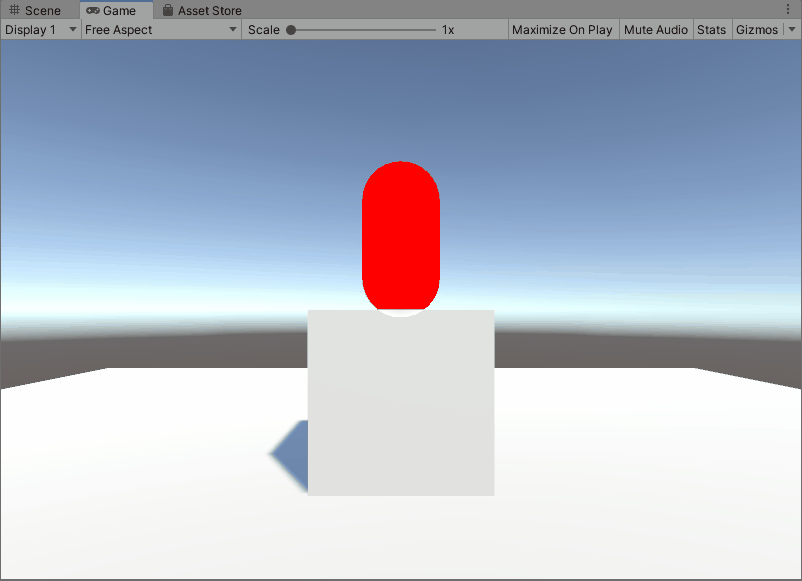 Scene Game Asset Store
Display 1 Free Aspect Scale 1x Maximize On Play Mute Audio Stats Gizmos